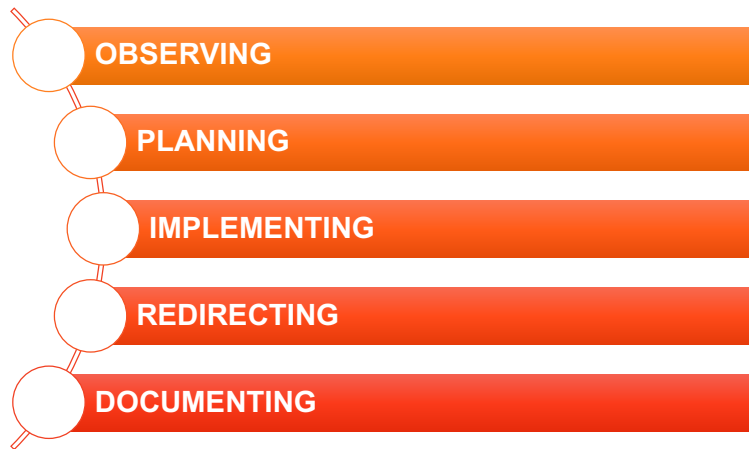 OBSERVING
PLANNING
IMPLEMENTING
REDIRECTING
DOCUMENTING